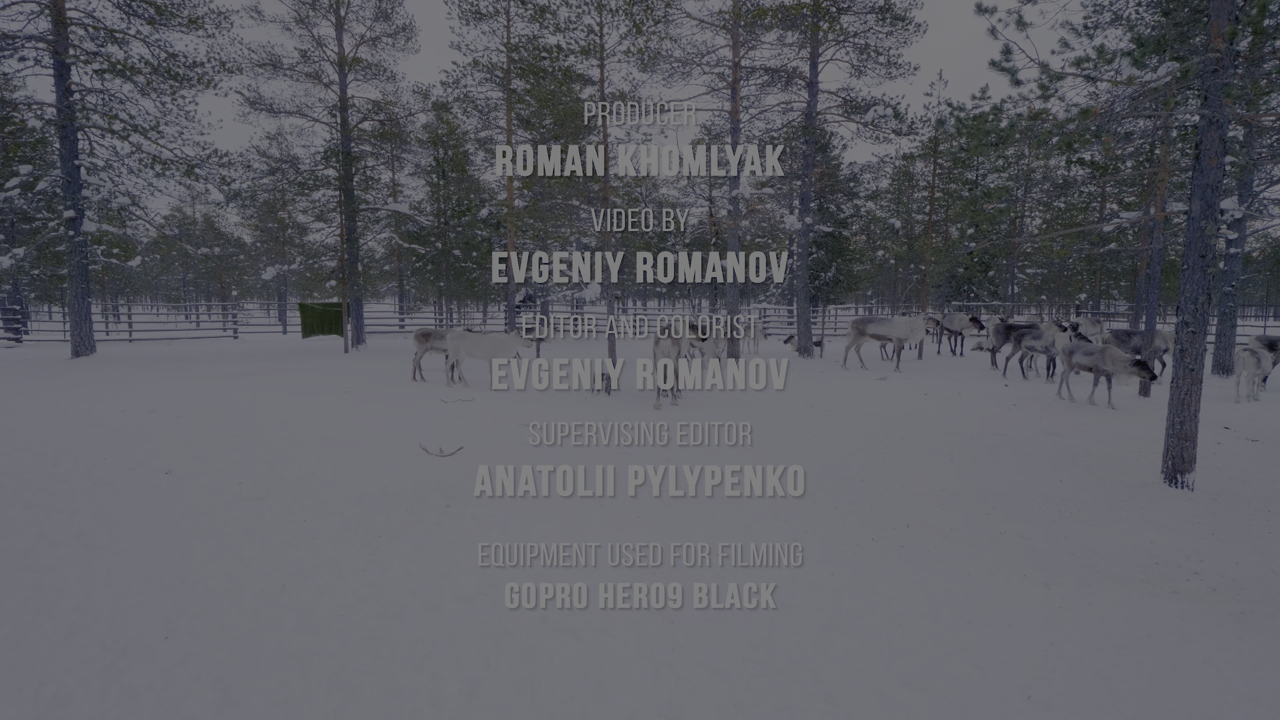 PRODUCER
ROMAN KHOMLYAK
VIDEO BY
EVGENIY ROMANOV
EDITOR AND COLORIST
EVGENIY ROMANOV
SUPERVISING EDITOR
ANATOLII PYLYPENKO
EQUIPMENT USED FOR FILMING
GOPRO HERO9 BLACK